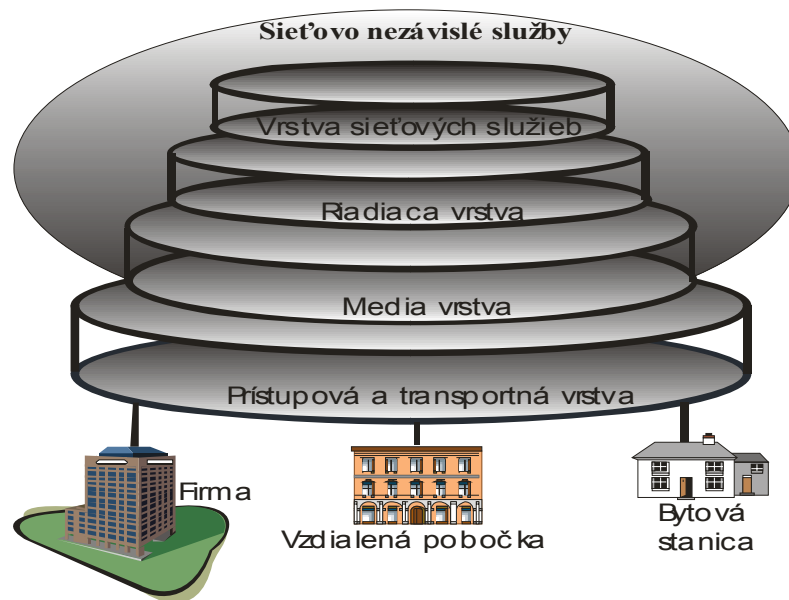 Sieťovo nezávislé služby
Vrstva sieťových služieb
Riadiaca vrstva
Media vrstva
Prístupová a transportná vrstva
Firma
Vzdialená pobočka
Bytová
stanica